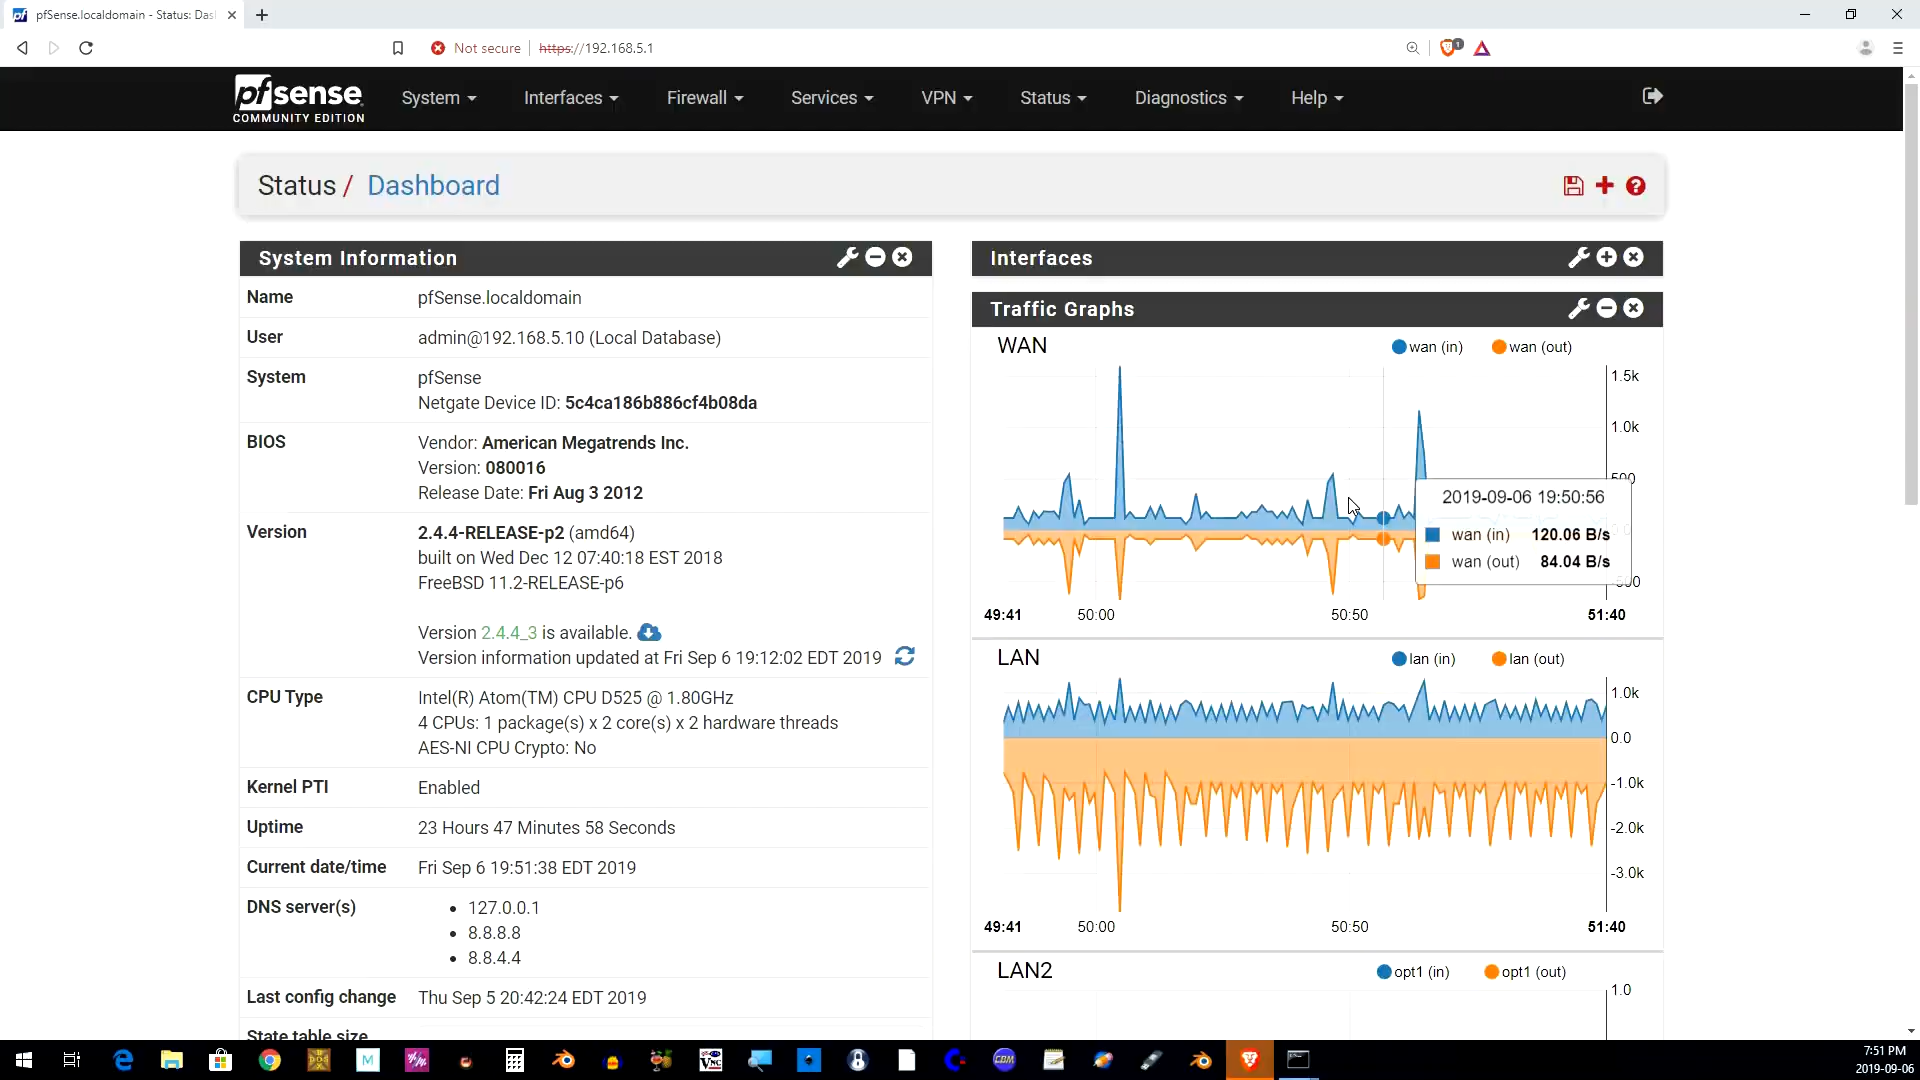 pfSense.localdomain - Status: Das
Not secure
https://192.168.5.1
pfsense
COMMUNITY EDITION
System
Interfaces
Firewall
Services
VPN
Status
Diagnostics
Help
Status / Dashboard
System Information
Name pfSense.localdomain
User admin@192.168.5.10 (Local Database)
System pfSense
Netgate Device ID: 5c4ca186b886cf4b08da
BIOS Vendor: American Megatrends Inc.
Version: 080016
Release Date: Fri Aug 3 2012
Version 2.4.4-RELEASE-p2 (amd64)
built on Wed Dec 12 07:40:18 EST 2018
FreeBSD 11.2-RELEASE-p6
Version 2.4.4_3 is available.
Version information updated at Fri Sep 6 19:12:02 EDT 2019
CPU Type Intel(R) Atom(TM) CPU D525 @ 1.80GHz
4 CPUs: 1 package(s) x 2 core(s) x 2 hardware threads
AES-NI CPU Crypto: No
Kernel PTI Enabled
Uptime 23 Hours 47 Minutes 58 Seconds
Current date/time Fri Sep 6 19:51:38 EDT 2019
DNS server(s) 127.0.0.1
8.8.8.8
8.8.4.4
Last config change Thu Sep 5 20:42:24 EDT 2019
State table size
Interfaces
Traffic Graphs
WAN
wan (in) wan (out)
1.5k
1.0k
500
2019-09-06 19:50:56
wan (in) 120.06 B/s
wan (out) 84.04 B/s
49:41 50:00 50:50 51:40
LAN
lan (in) lan (out)
1.0k
0.0
-1.0k
-2.0k
-3.0k
49:41 50:00 50:50 51:40
LAN2
opt1 (in) opt1 (out)
1.0
7:51 PM
2019-09-06